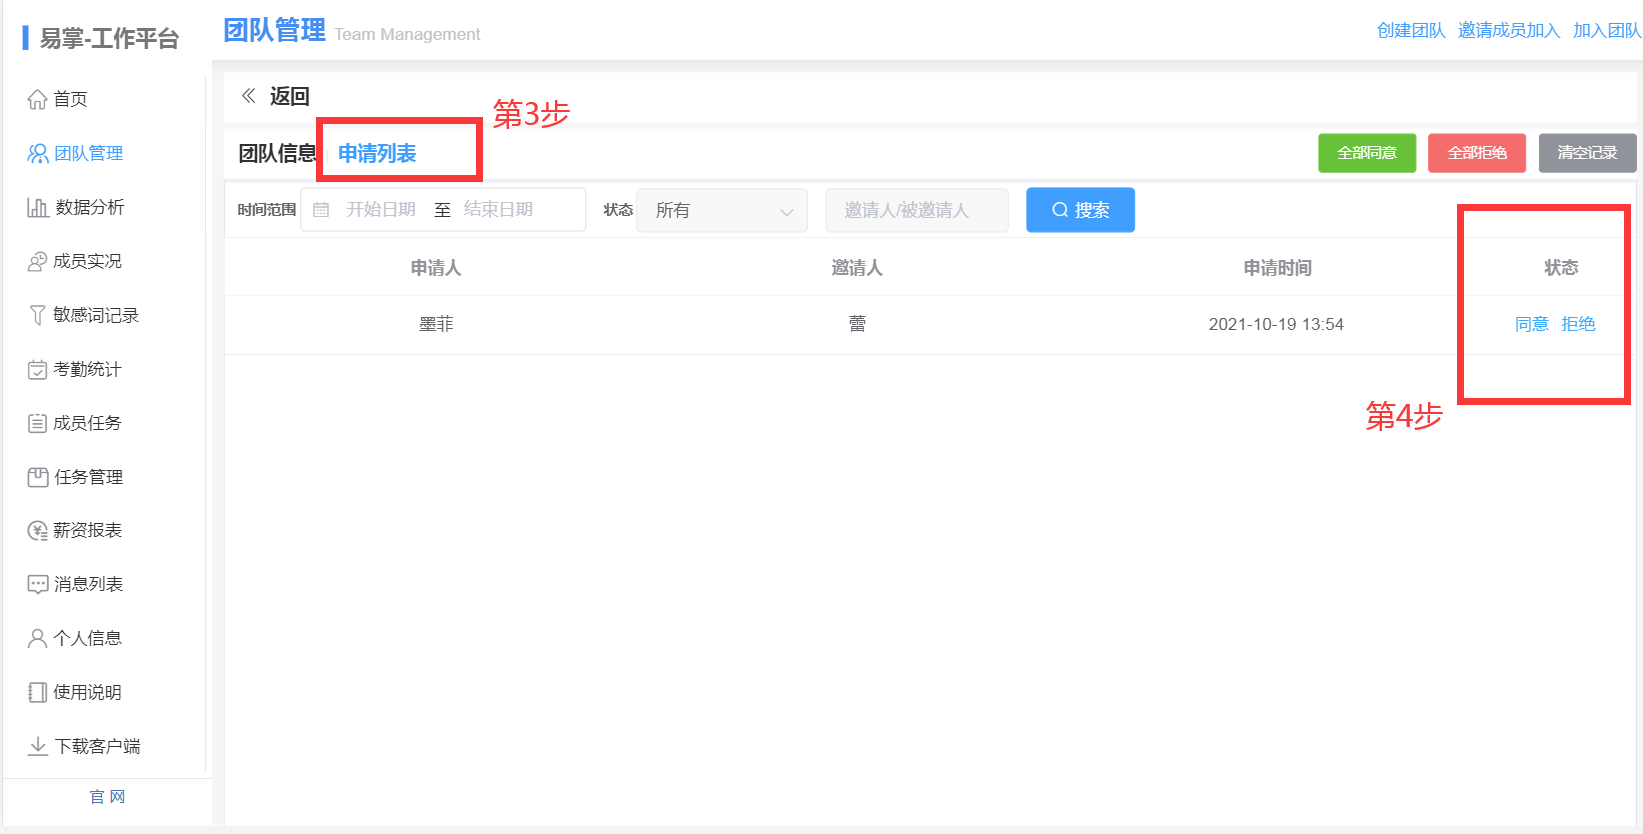 易掌-工作平台
团队管理 Team Management
创建团队 邀请成员加入 加入团队
首页
团队管理
数据分析
成员实况
敏感词记录
考勤统计
成员任务
任务管理
薪资报表
消息列表
个人信息
使用说明
下载客户端
官 网
返回
第3步
团队信息 申请列表
全部同意 全部拒绝 清空记录
时间范围 开始日期 至 结束日期 状态 所有 邀请人/被邀请人 搜索
申请人 邀请人 申请时间 状态
墨菲 蕾 2021-10-19 13:54 同意 拒绝
第4步